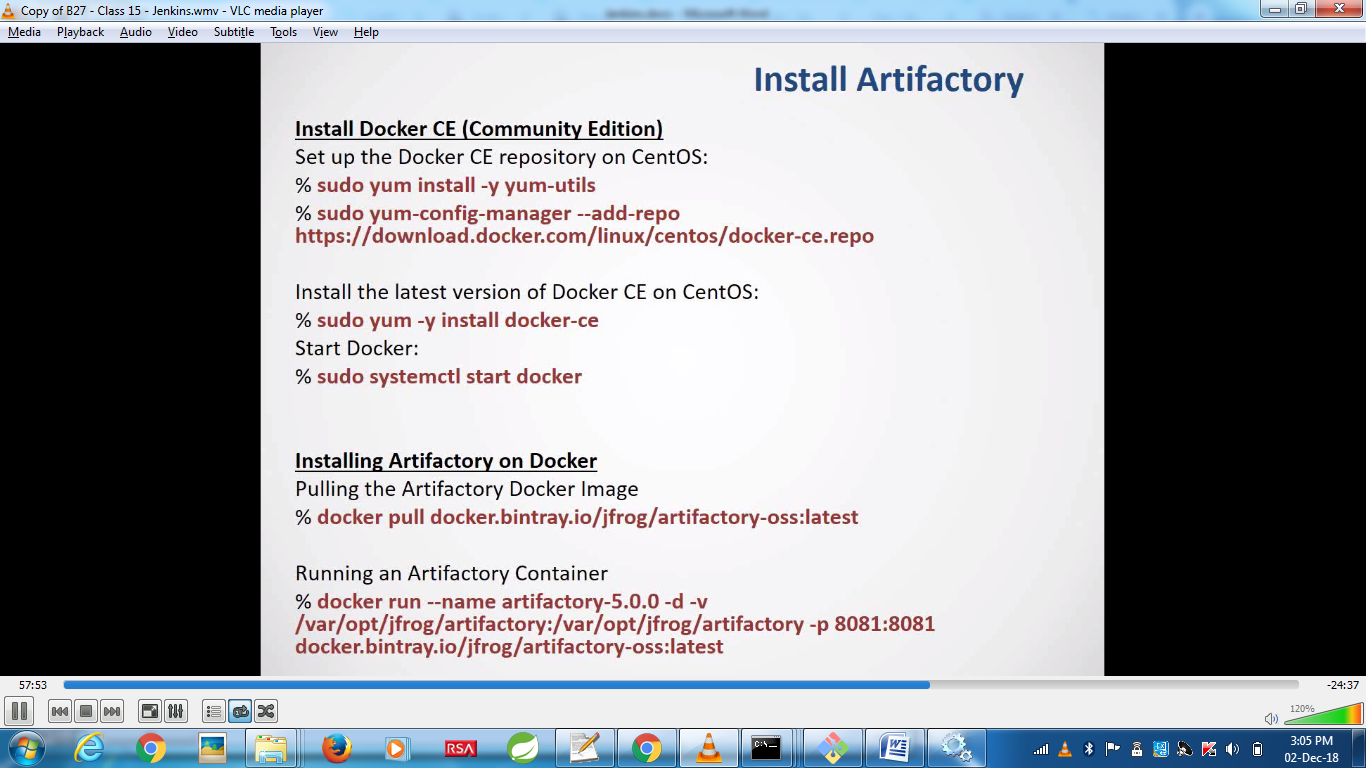 Copy of B27 - Class 15 - Jenkins.wmv - VLC media player
Media Playback Audio Video Subtitle Tools View Help
Install Artifactory
Install Docker CE (Community Edition)
Set up the Docker CE repository on CentOS:
% sudo yum install -y yum-utils
% sudo yum-config-manager --add-repo
https://download.docker.com/linux/centos/docker-ce.repo
Install the latest version of Docker CE on CentOS:
% sudo yum -y install docker-ce
Start Docker:
% sudo systemctl start docker
Installing Artifactory on Docker
Pulling the Artifactory Docker Image
% docker pull docker.bintray.io/jfrog/artifactory-oss:latest
Running an Artifactory Container
% docker run --name artifactory-5.0.0 -d -v
/var/opt/jfrog/artifactory:/var/opt/jfrog/artifactory -p 8081:8081
docker.bintray.io/jfrog/artifactory-oss:latest
57:53
-24:37
120%
RSA
C:\
3:05 PM
02-Dec-18